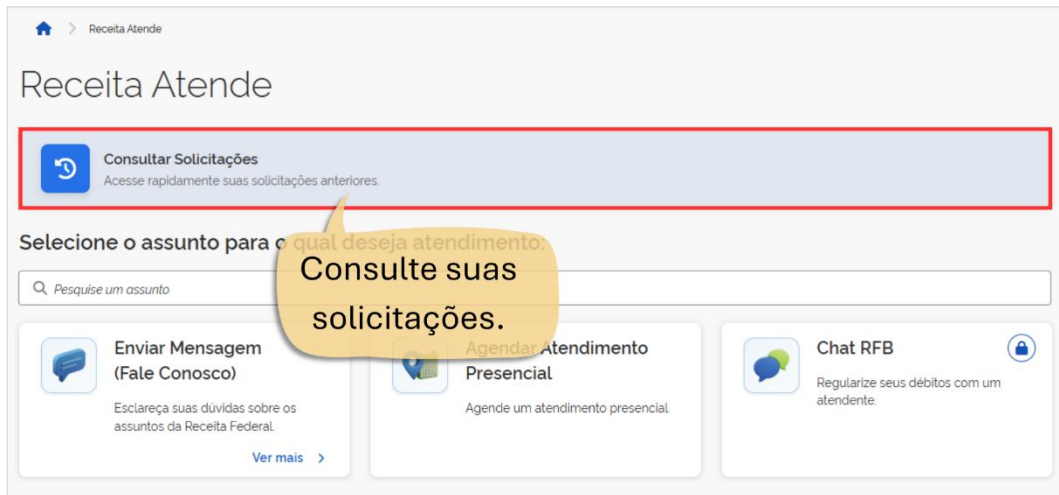 Receita Atende
Receita Atende
Consultar Solicitações
Acesse rapidamente suas solicitações anteriores.
Selecione o assunto para o qual deseja atendimento:
Consulte suas
solicitações.
Pesquise um assunto
Enviar Mensagem
(Fale Conosco)
Esclareça suas dúvidas sobre os
assuntos da Receita Federal.
Ver mais >
Agendar Atendimento
Presencial
Agende um atendimento presencial.
Chat RFB
Regularize seus débitos com um
atendente.